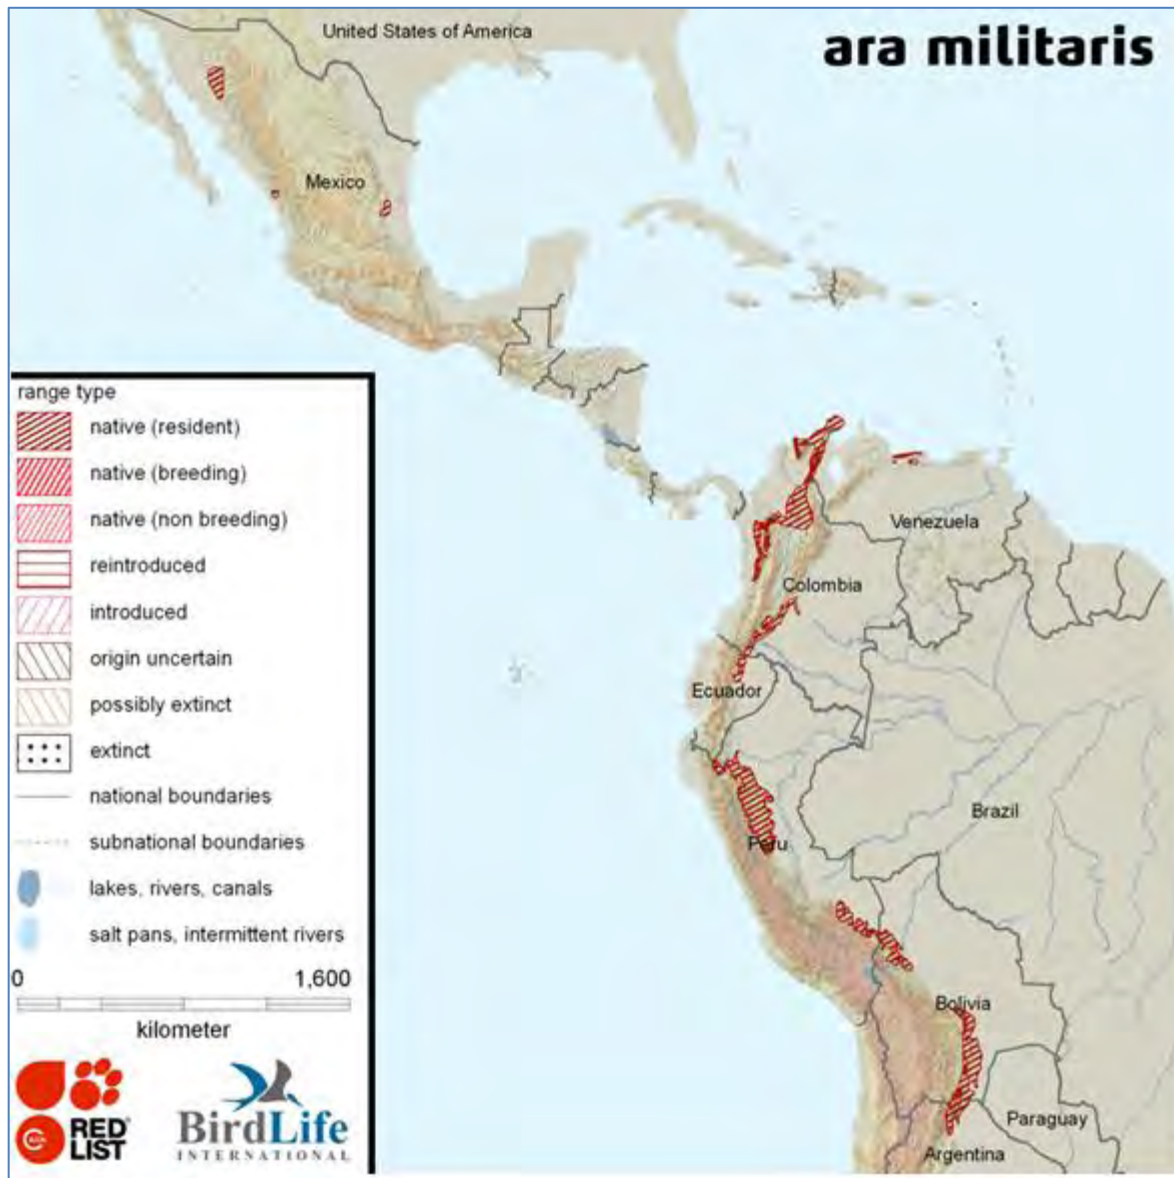 United States of America
ara militaris
Mexico
range type
native (resident)
native (breeding)
native (non breeding)
reintroduced
introduced
origin uncertain
possibly extinct
extinct
national boundaries
subnational boundaries
lakes, rivers, canals
salt pans, intermittent rivers
0 1,600
kilometer
RED
LIST
BirdLife
INTERNATIONAL
Venezuela
Colombia
Ecuador
Brazil
Peru
Bolivia
Paraguay
Argentina